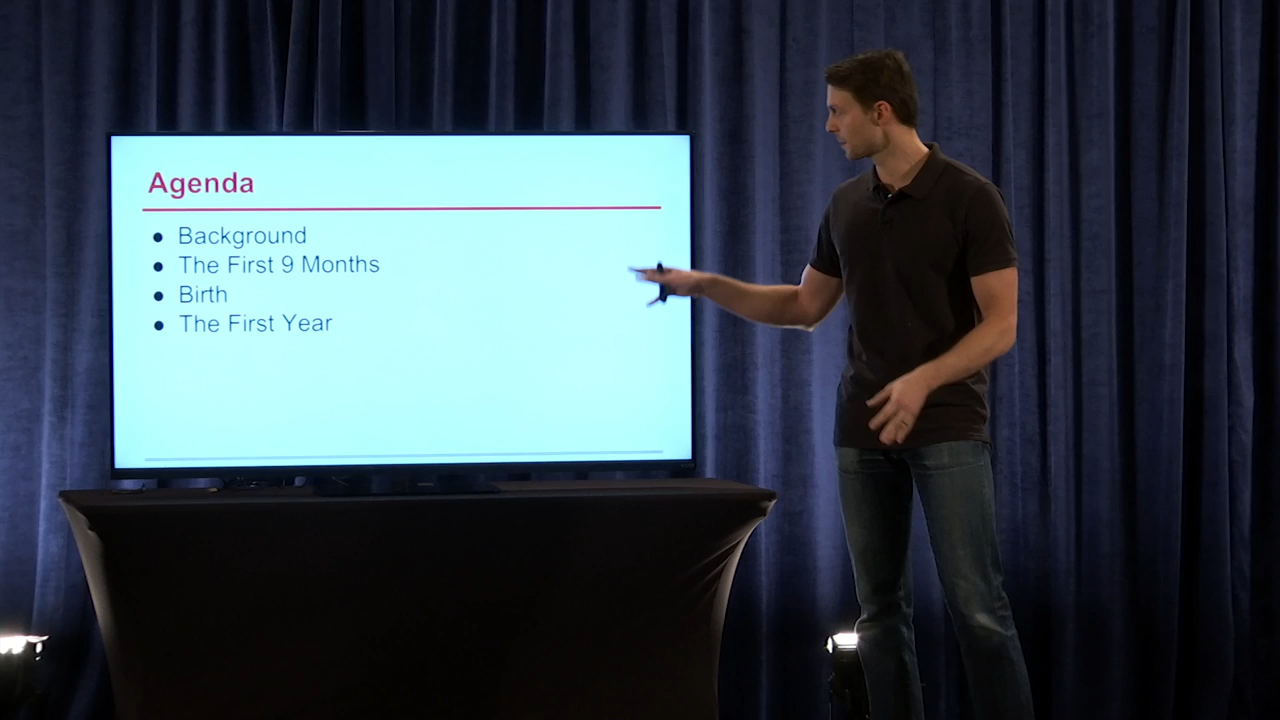 Agenda
● Background
● The First 9 Months
● Birth
● The First Year